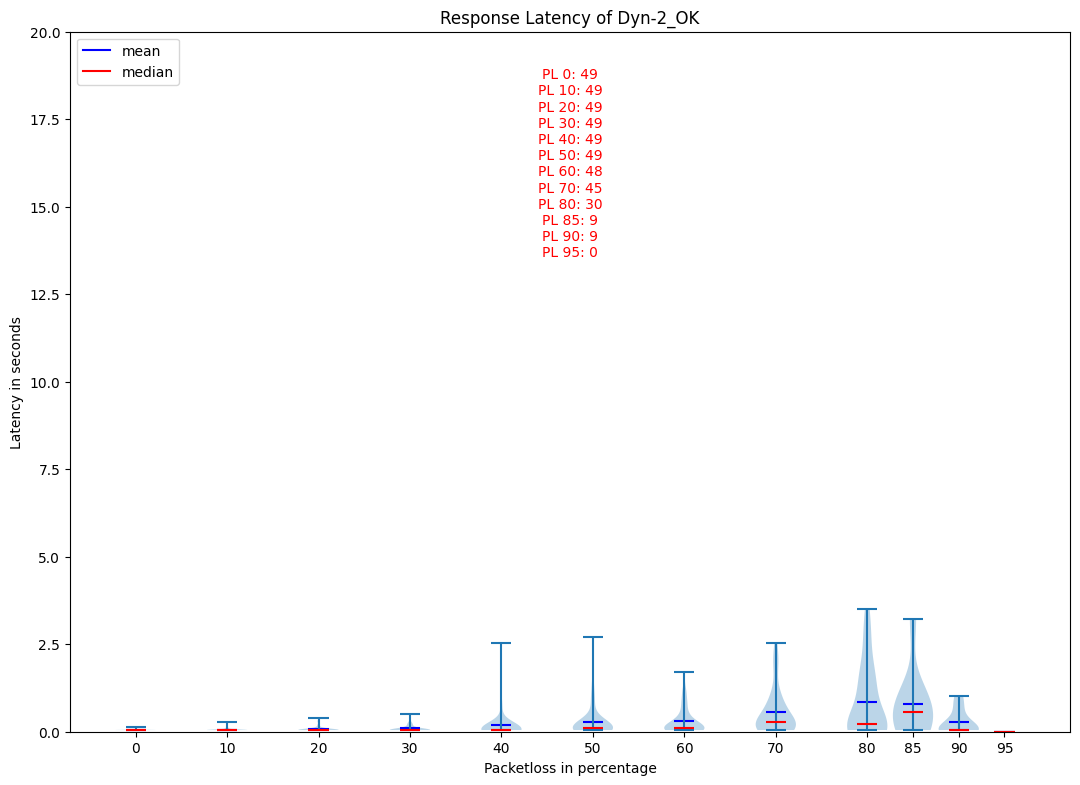 Response Latency of Dyn-2_OK
mean
median
PL 0: 49
PL 10: 49
PL 20: 49
PL 30: 49
PL 40: 49
PL 50: 49
PL 60: 48
PL 70: 45
PL 80: 30
PL 85: 9
PL 90: 9
PL 95: 0
Latency in seconds
20.0
17.5
15.0
12.5
10.0
7.5
5.0
2.5
0.0
0 10 20 30 40 50 60 70 80 85 90 95
Packetloss in percentage